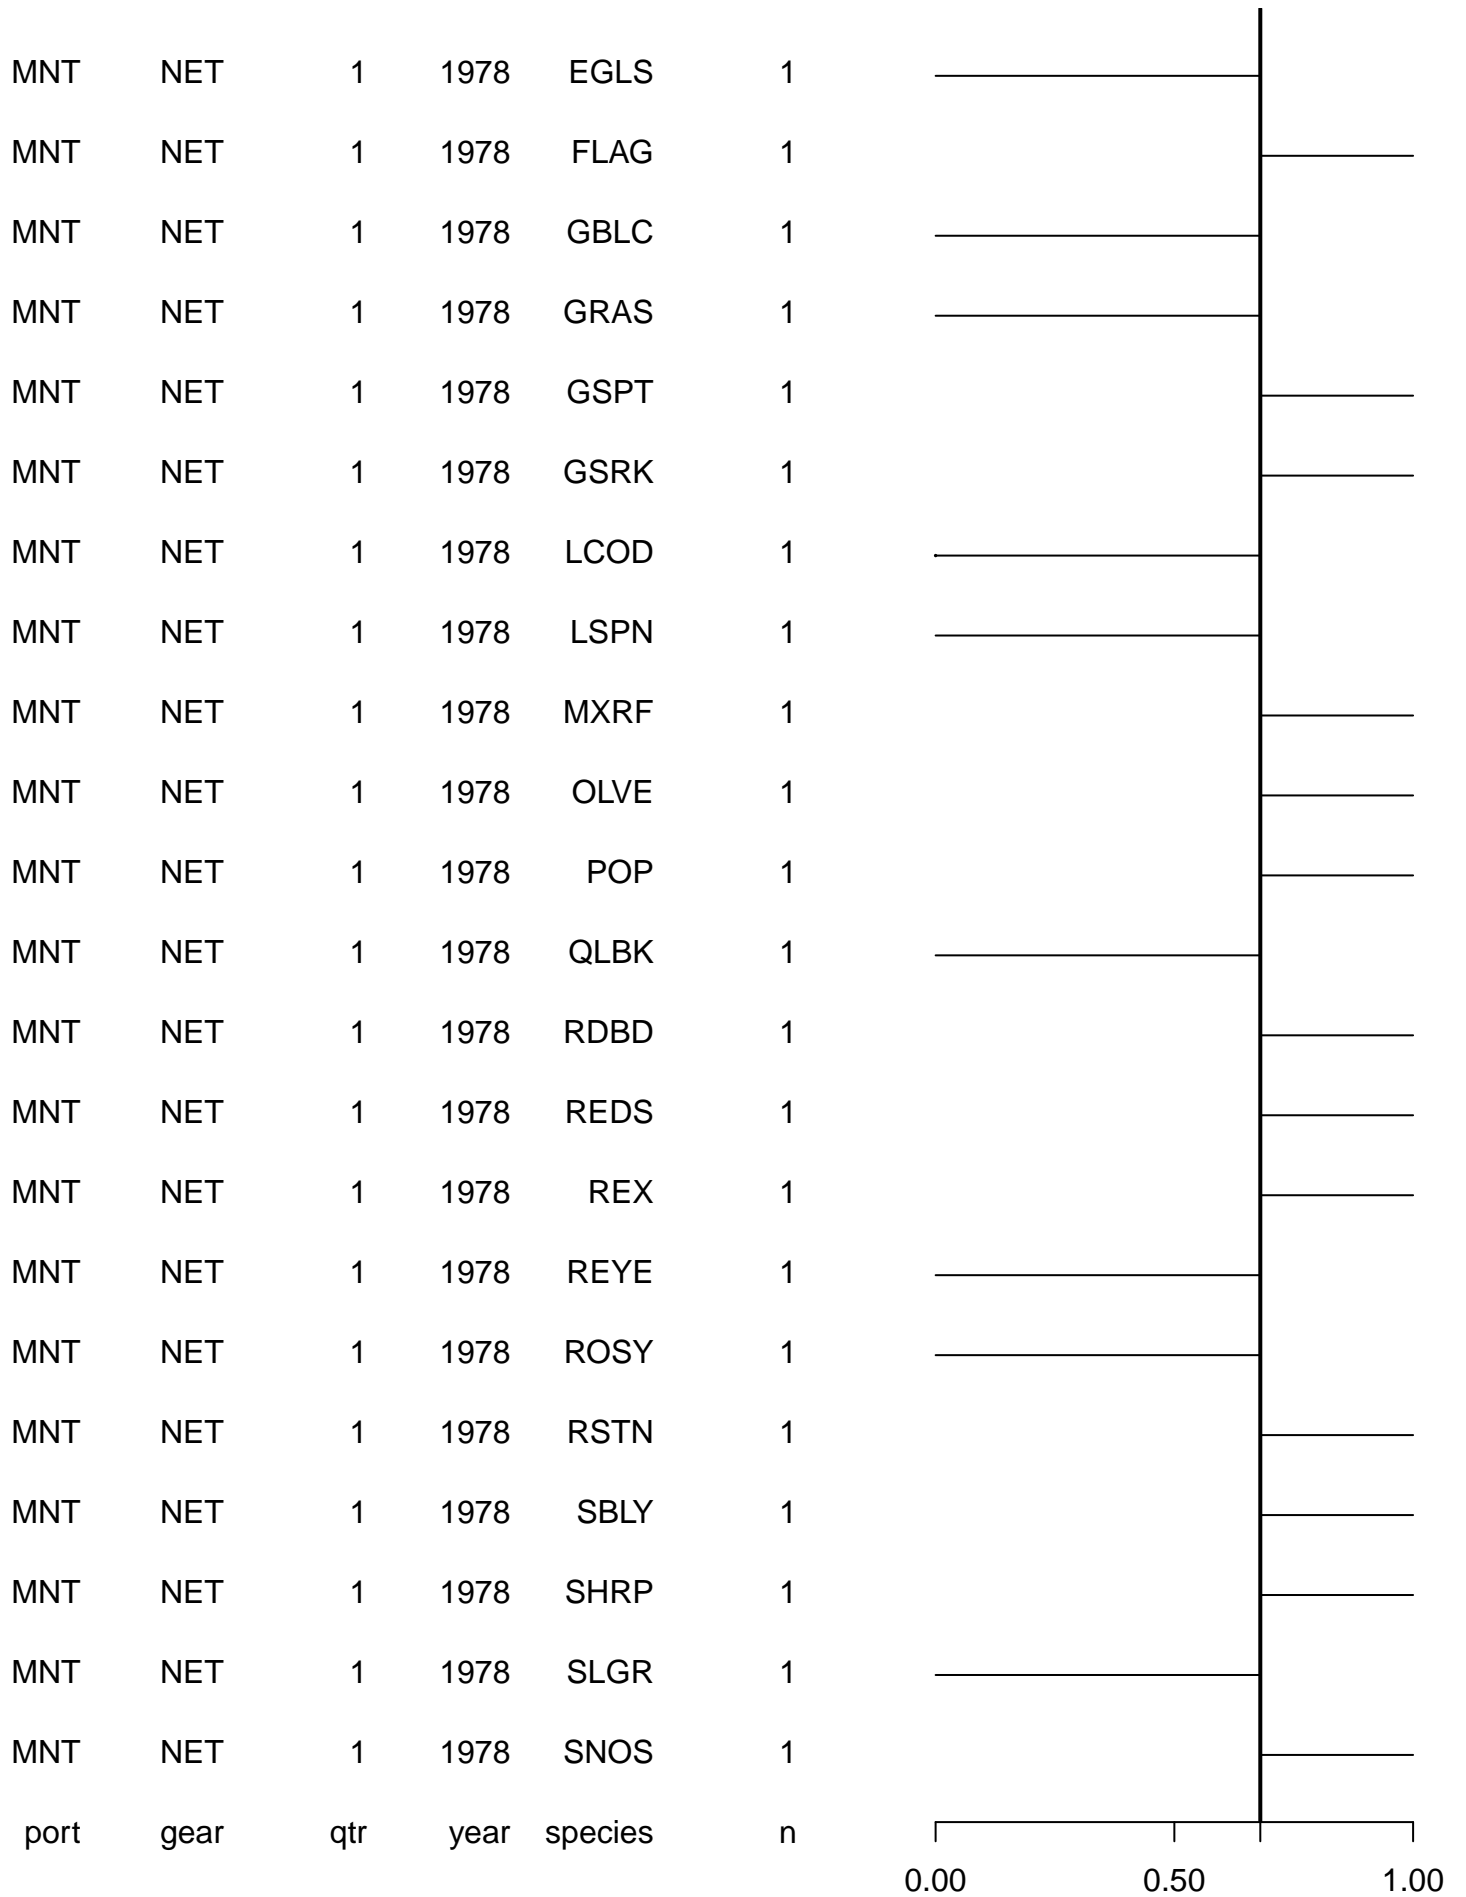 MNT NET 1 1978 EGLS 1
MNT NET 1 1978 FLAG 1
MNT NET 1 1978 GBLC 1
MNT NET 1 1978 GRAS 1
MNT NET 1 1978 GSPT 1
MNT NET 1 1978 GSRK 1
MNT NET 1 1978 LCOD 1
MNT NET 1 1978 LSPN 1
MNT NET 1 1978 MXRF 1
MNT NET 1 1978 OLVE 1
MNT NET 1 1978 POP 1
MNT NET 1 1978 QLBK 1
MNT NET 1 1978 RDBD 1
MNT NET 1 1978 REDS 1
MNT NET 1 1978 REX 1
MNT NET 1 1978 REYE 1
MNT NET 1 1978 ROSY 1
MNT NET 1 1978 RSTN 1
MNT NET 1 1978 SBLY 1
MNT NET 1 1978 SHRP 1
MNT NET 1 1978 SLGR 1
MNT NET 1 1978 SNOS 1
port gear qtr year species n
0.00 0.50 1.00